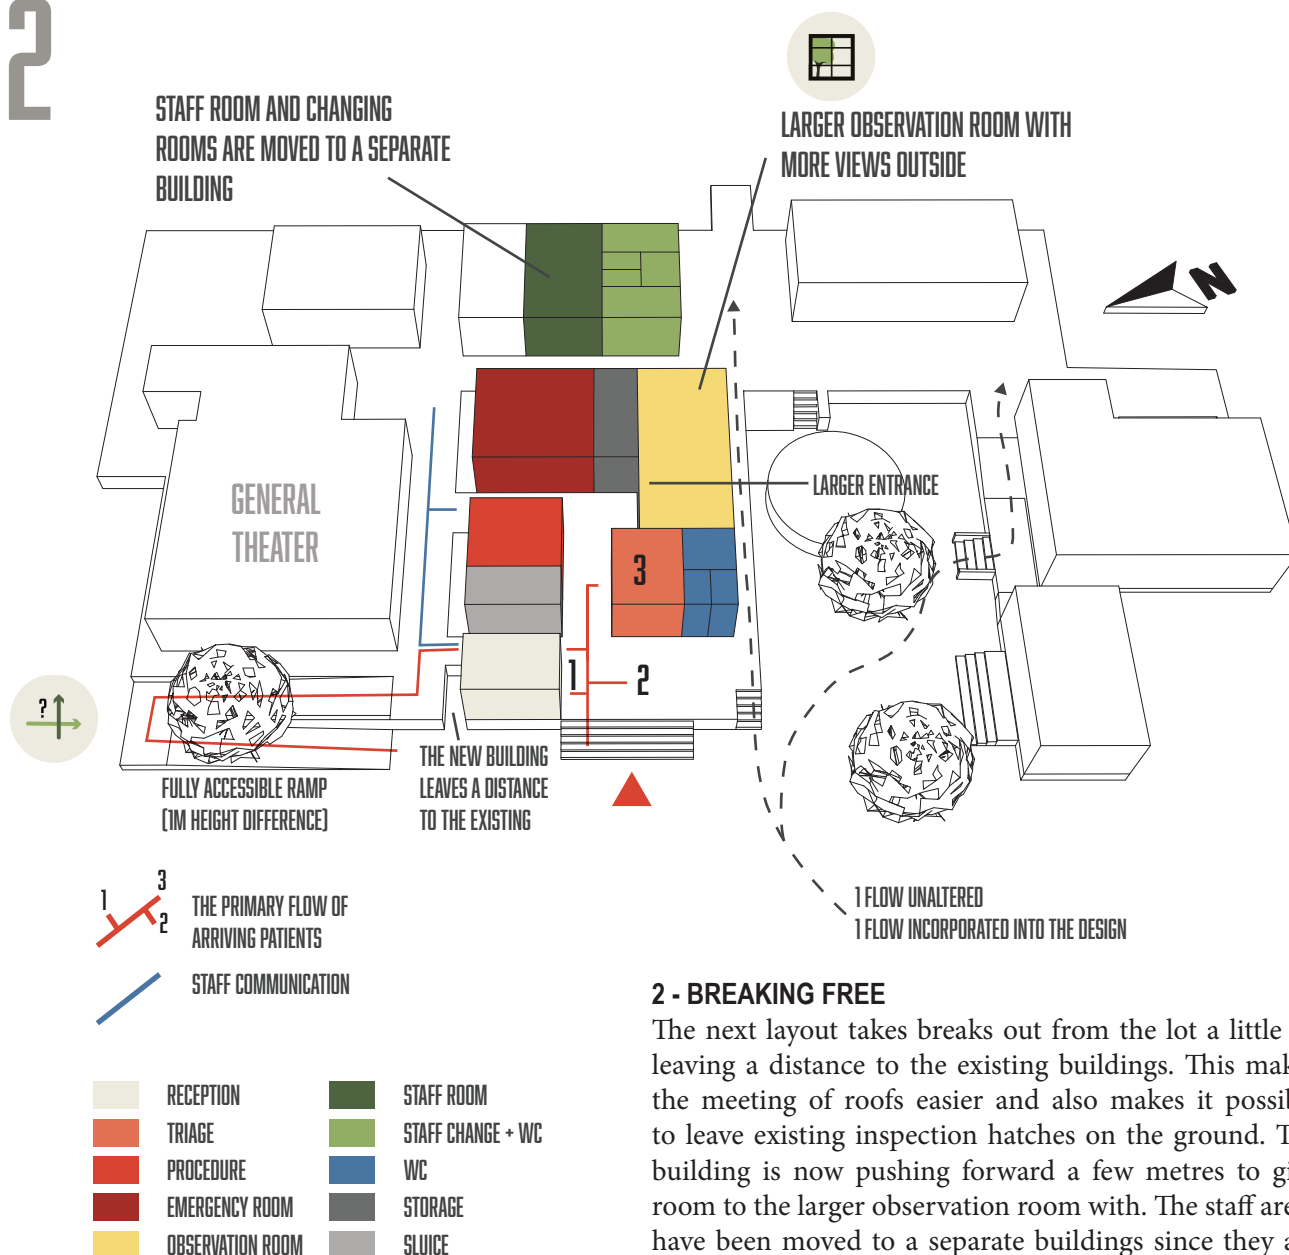 2
STAFF ROOM AND CHANGING
ROOMS ARE MOVED TO A SEPARATE
BUILDING
LARGER OBSERVATION ROOM WITH
MORE VIEWS OUTSIDE
N
GENERAL
THEATER
LARGER ENTRANCE
3
1
2
?
THE NEW BUILDING
LEAVES A DISTANCE
TO THE EXISTING
FULLY ACCESSIBLE RAMP
(1M HEIGHT DIFFERENCE)
1 FLOW UNALTERED
1 FLOW INCORPORATED INTO THE DESIGN
1
3
2
THE PRIMARY FLOW OF
ARRIVING PATIENTS
STAFF COMMUNICATION
RECEPTION
TRIAGE
PROCEDURE
EMERGENCY ROOM
OBSERVATION ROOM
STAFF ROOM
STAFF CHANGE + WC
WC
STORAGE
SLUICE
2 - BREAKING FREE
The next layout takes breaks out from the lot a little
leaving a distance to the existing buildings. This mak
the meeting of roofs easier and also makes it possib
to leave existing inspection hatches on the ground. T
building is now pushing forward a few metres to gi
room to the larger observation room with. The staff are
have been moved to a separate buildings since they a